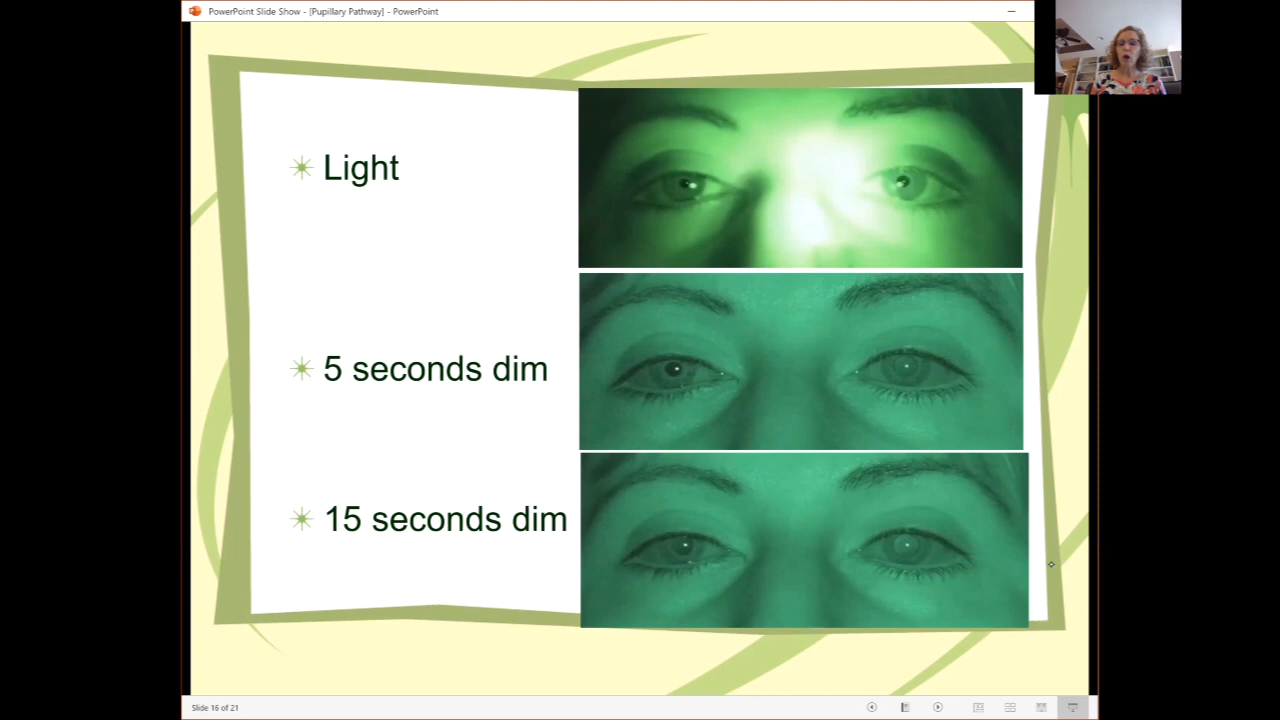 PowerPoint Slide Show - [Pupillary Pathway] - PowerPoint
Light
5 seconds dim
15 seconds dim
Slide 16 of 21